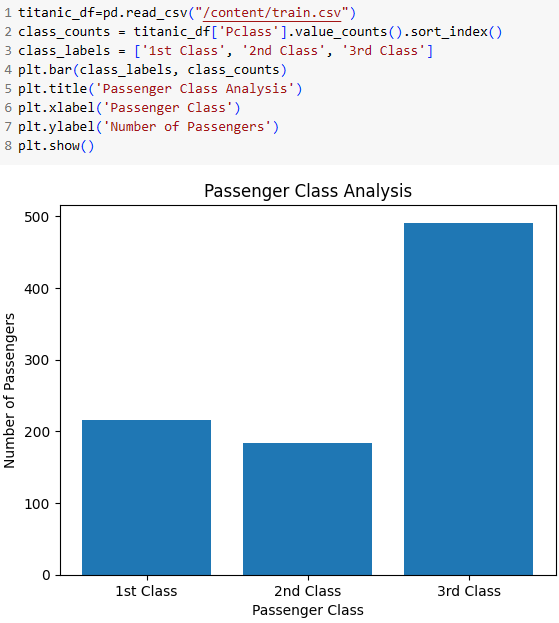 1 titanic_df=pd.read_csv("/content/train.csv")
2 class_counts = titanic_df['Pclass'].value_counts().sort_index()
3 class_labels = ['1st Class', '2nd Class', '3rd Class']
4 plt.bar(class_labels, class_counts)
5 plt.title('Passenger Class Analysis')
6 plt.xlabel('Passenger Class')
7 plt.ylabel('Number of Passengers')
8 plt.show()
Passenger Class Analysis
500
400
300
200
100
0
Number of Passengers
1st Class 2nd Class 3rd Class
Passenger Class